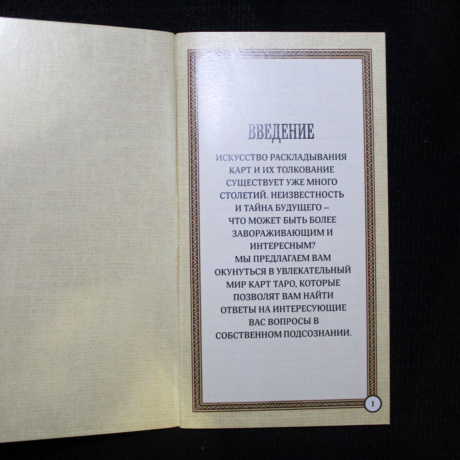 ВВЕДЕНИЕ
ИСКУССТВО РАСКЛАДЫВАНИЯ
КАРТ И ИХ ТОЛКОВАНИЕ
СУЩЕСТВУЕТ УЖЕ МНОГО
СТОЛЕТИЙ. НЕИЗВЕСТНОСТЬ
И ТАЙНА БУДУЩЕГО –
ЧТО МОЖЕТ БЫТЬ БОЛЕЕ
ЗАВОРАЖИВАЮЩИМ И
ИНТЕРЕСНЫМ?
МЫ ПРЕДЛАГАЕМ ВАМ
ОКУНУТЬСЯ В УВЛЕКАТЕЛЬНЫЙ
МИР КАРТ ТАРО, КОТОРЫЕ
ПОЗВОЛЯТ ВАМ НАЙТИ
ОТВЕТЫ НА ИНТЕРЕСУЮЩИЕ
ВАС ВОПРОСЫ В
СОБСТВЕННОМ ПОДСОЗНАНИИ.
1